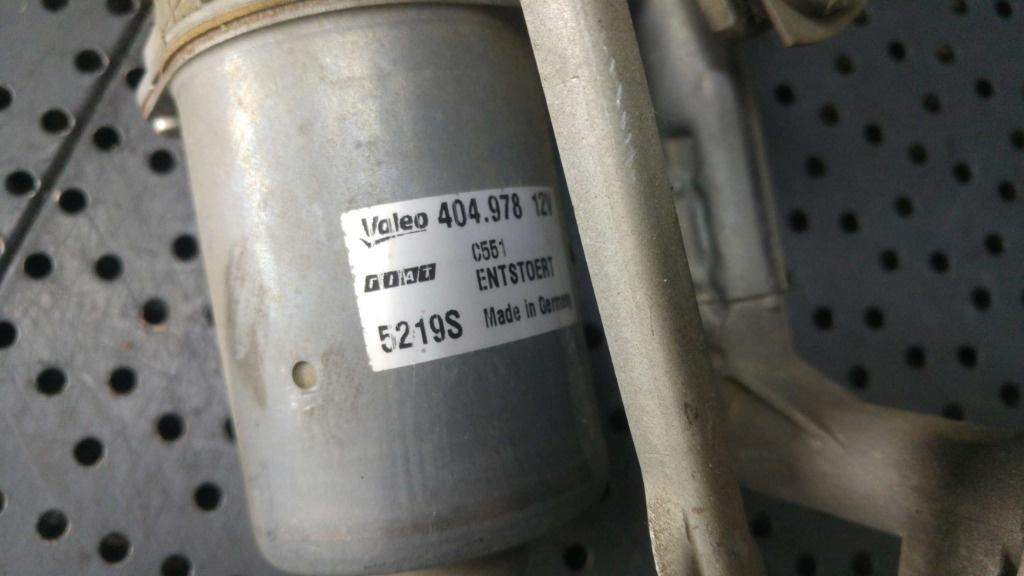 Valeo 404.978 12V
C551
FIAT ENTSTOERT
5219S Made in Germany